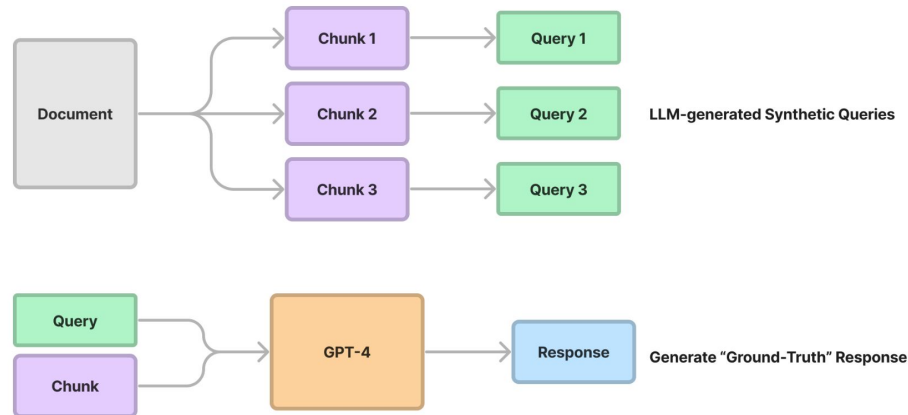 Chunk 1
Query 1
Document
Chunk 2
Query 2
LLM-generated Synthetic Queries
Chunk 3
Query 3
Query
GPT-4
Response
Generate “Ground-Truth” Response
Chunk